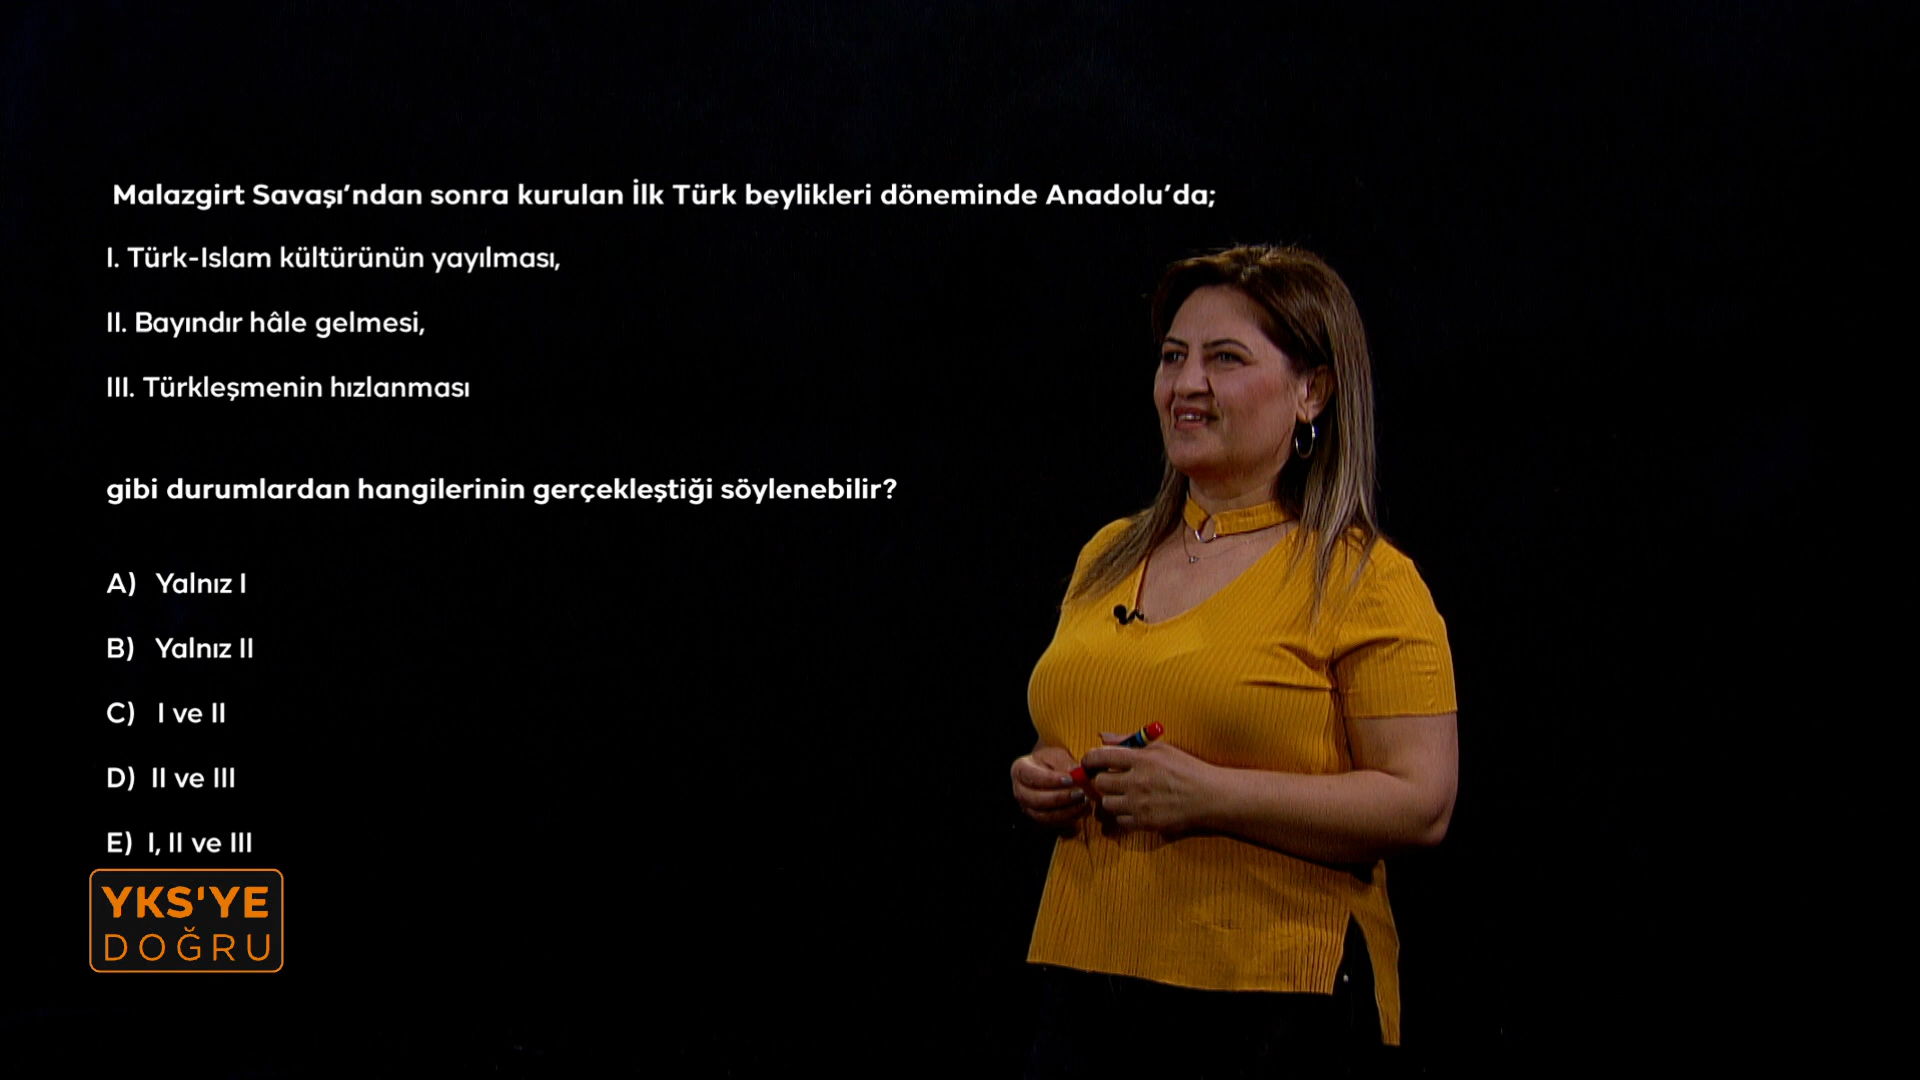 Malazgirt Savaşı’ndan sonra kurulan İlk Türk beylikleri döneminde Anadolu’da;
I. Türk-Islam kültürünün yayılması,
II. Bayındır hâle gelmesi,
III. Türkleşmenin hızlanması
gibi durumlardan hangilerinin gerçekleştiği söylenebilir?
A) Yalnız I
B) Yalnız II
C) I ve II
D) II ve III
E) I, II ve III
YKS'YE
DOĞRU